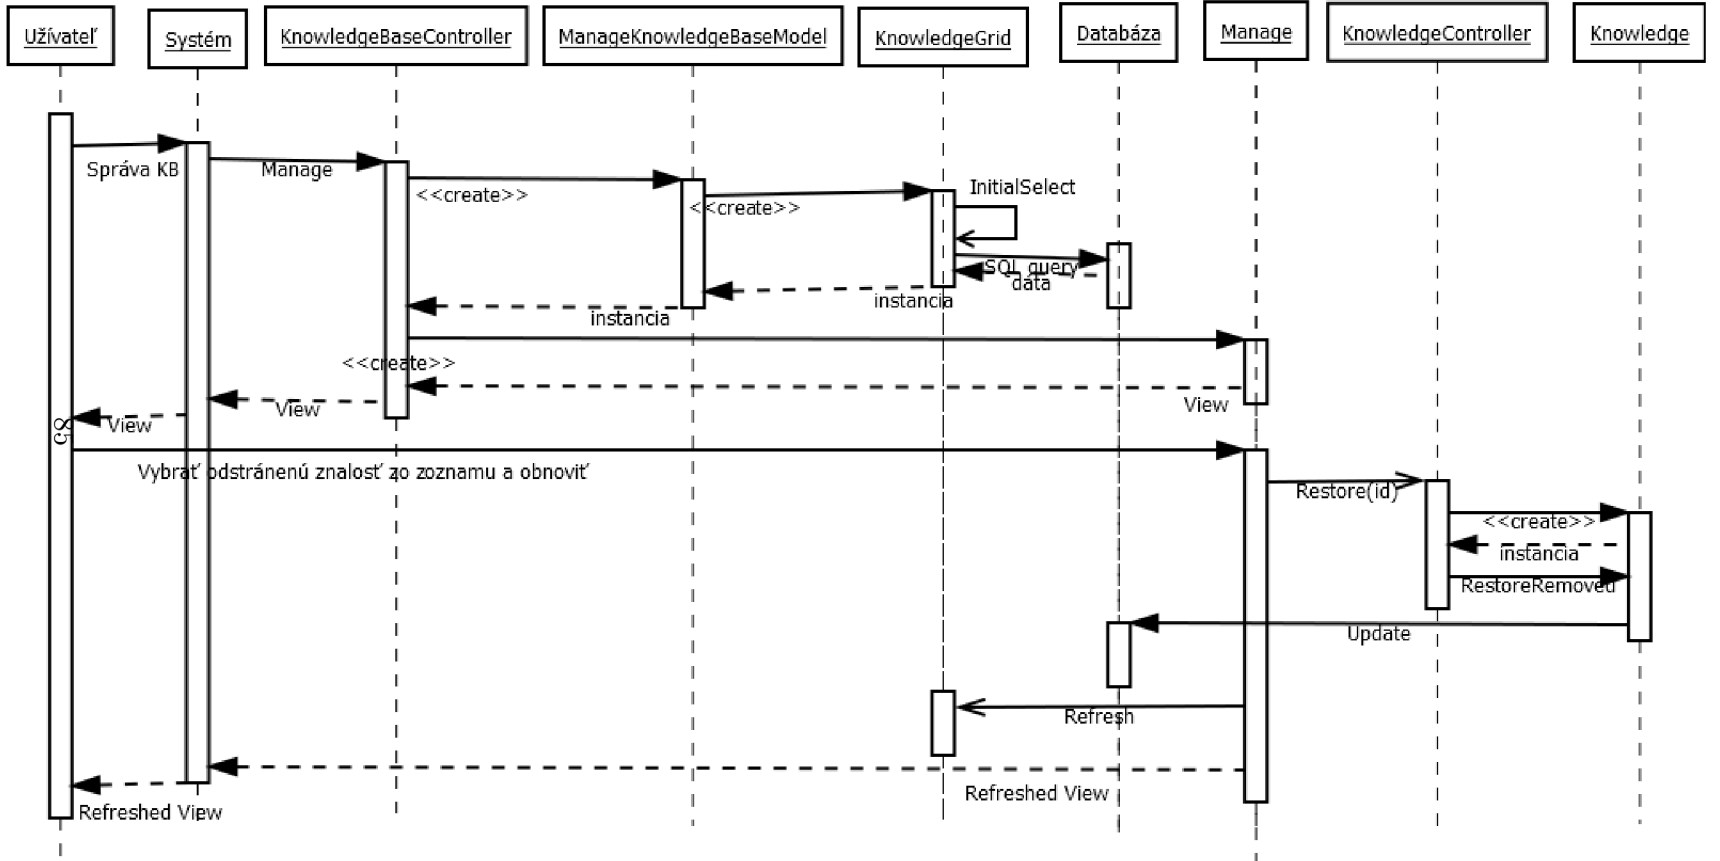 Užívateľ
Systém
KnowledgeBaseController
ManageKnowledgeBaseModel
KnowledgeGrid
Databáza
Manage
KnowledgeController
Knowledge
Správa KB
Manage
<<create>>
<<create>>
InitialSelect
SQL query
dáta
instancia
instancia
<<create>>
View
View
View
85
Vybrať odstránenú znalosť zo zoznamu a obnoviť
Restore(id)
<<create>>
instancia
RestoreRemoved
Update
Refresh
Refreshed View
Refreshed View